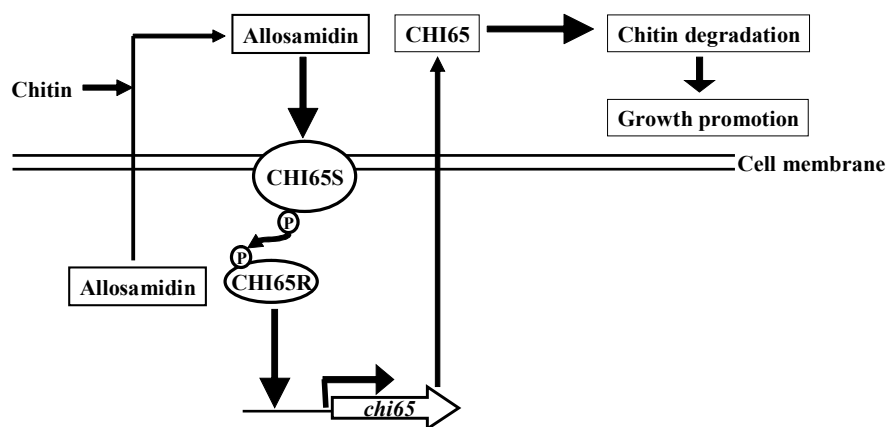 Allosamidin
CHI65
Chitin degradation
Chitin
Growth promotion
Cell membrane
CHI65S
P
P
CHI65R
Allosamidin
chi65